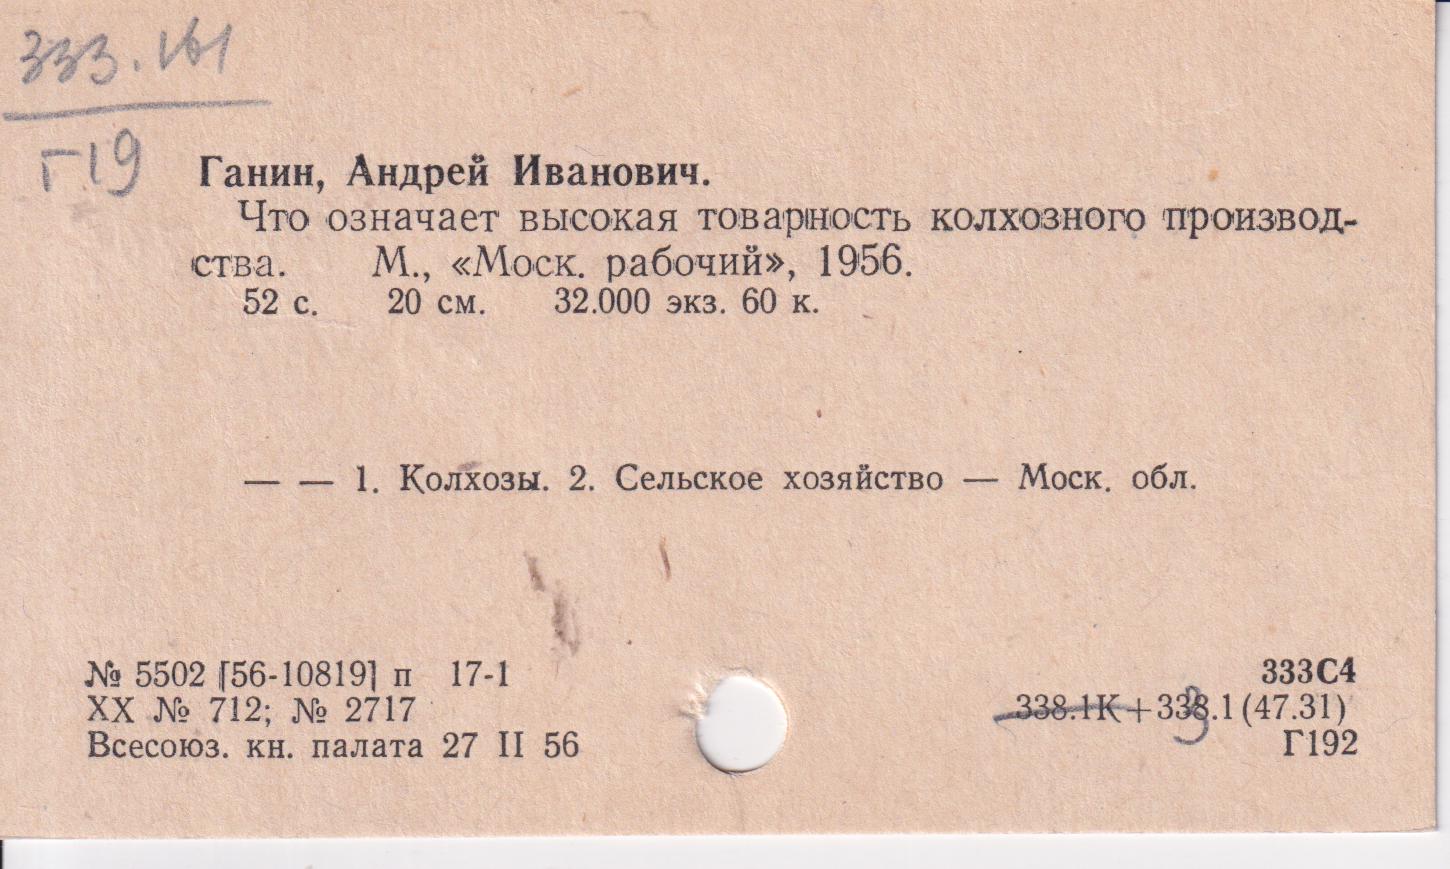 333.161
Г19
Ганин, Андрей Иванович.
Что означает высокая товарность колхозного производ-
ства. М., «Моск. рабочий», 1956.
52 с. 20 см. 32.000 экз. 60 к.
— — 1. Колхозы. 2. Сельское хозяйство — Моск. обл.
№ 5502 [56-10819] п 17-1
XX № 712; № 2717
Всесоюз. кн. палата 27 II 56
333С4
338.1К+338.1(47.31)
3
Г192